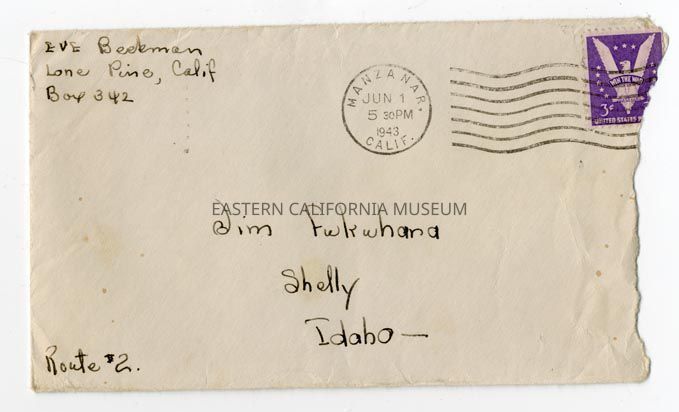 EVE Beekman
Lone Pine, Calif
Box 342
MANZANAR.
JUN 1
5 30PM
1943
CALIF.
WIN THE WAR
3¢
UNITED STATES
EASTERN CALIFORNIA MUSEUM
Jim Fukuhara
Shelly
Idaho —
Route #2.